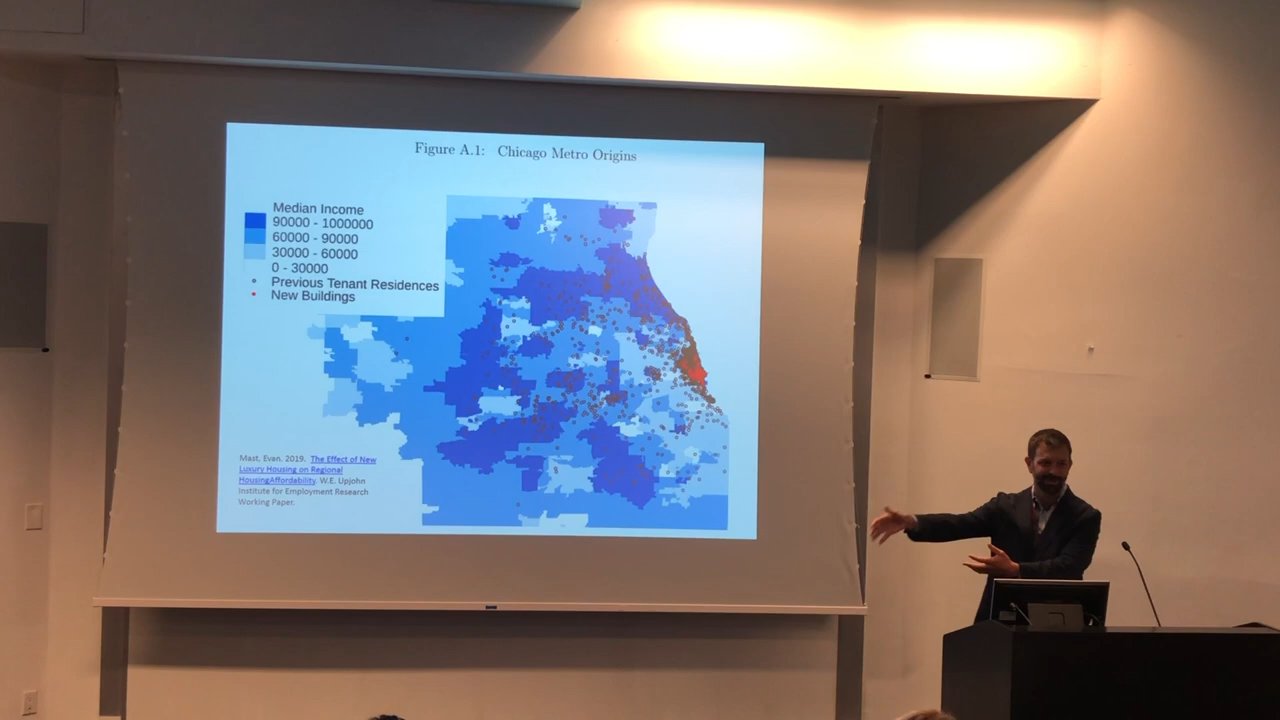 Figure A.1: Chicago Metro Origins
Median Income
90000 - 1000000
60000 - 90000
30000 - 60000
0 - 30000
Previous Tenant Residences
New Buildings
Mast, Evan. 2019. The Effect of New
Luxury Housing on Regional
HousingAffordability. W.E. Upjohn
Institute for Employment Research
Working Paper.